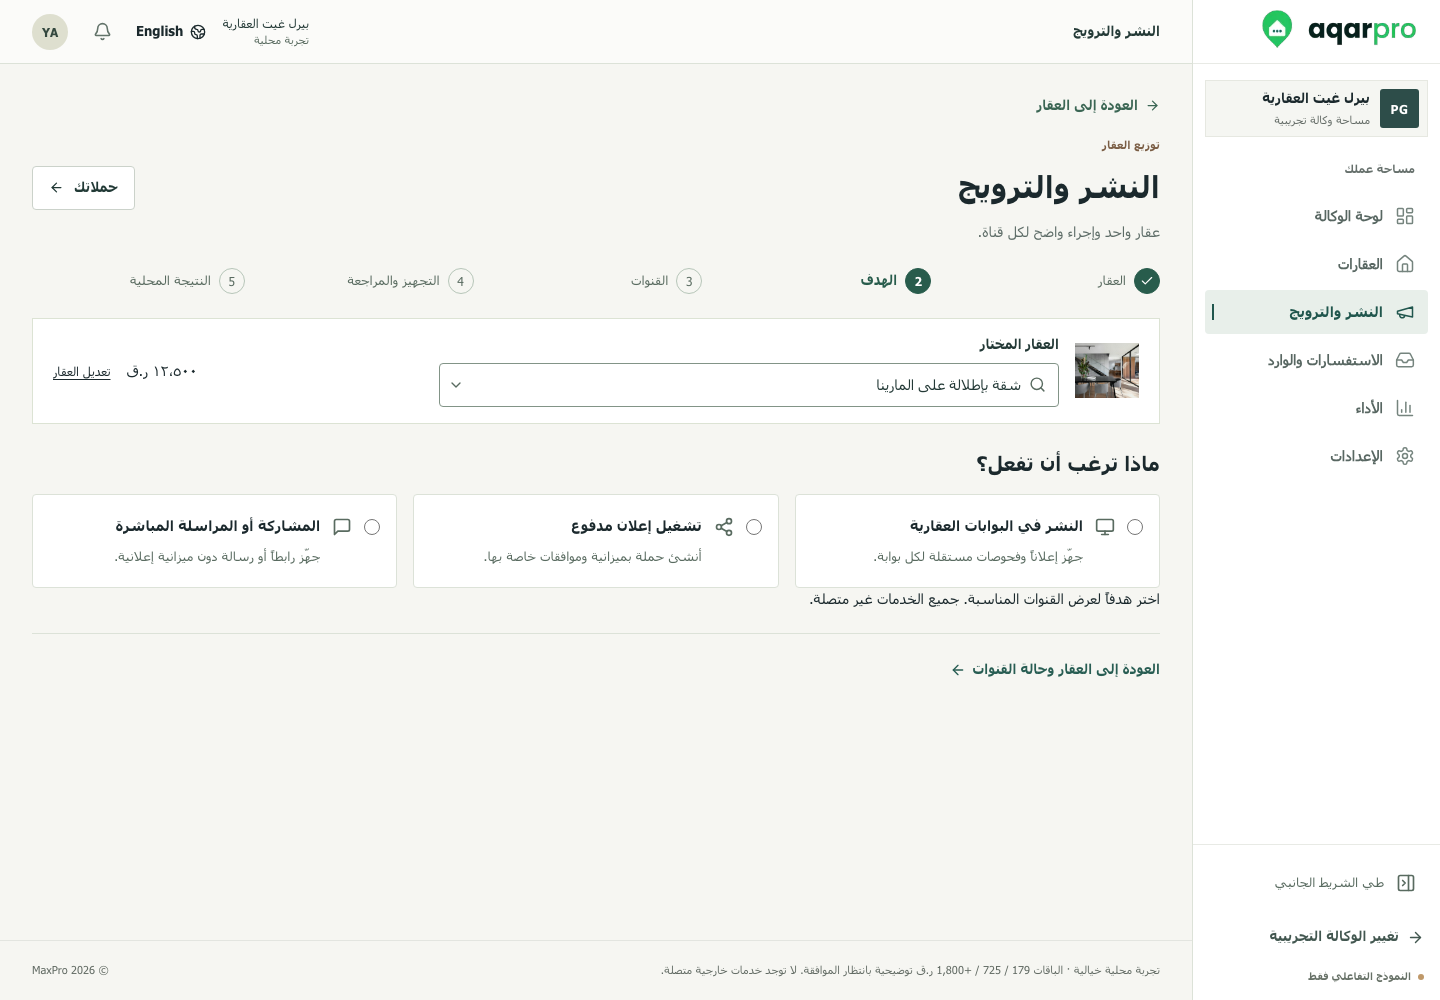 aqarpro
PG
بيرل غيت العقارية
مساحة وكالة تجريبية
مساحة عملك
لوحة الوكالة
العقارات
النشر والترويج
الاستفسارات والوارد
الأداء
الإعدادات
طي الشريط الجانبي
تغيير الوكالة التجريبية
النموذج التفاعلي فقط
النشر والترويج
بيرل غيت العقارية
تجربة محلية
English
YA
العودة إلى العقار
توزيع العقار
النشر والترويج
حملاتك
عقار واحد وإجراء واضح لكل قناة.
العقار
2 الهدف
3 القنوات
4 التجهيز والمراجعة
5 النتيجة المحلية
العقار المختار
شقة بإطلالة على المارينا
١٢،٥٠٠ ر.ق
تعديل العقار
ماذا ترغب أن تفعل؟
النشر في البوابات العقارية
جهّز إعلاناً وفحوصات مستقلة لكل بوابة.
تشغيل إعلان مدفوع
أنشئ حملة بميزانية وموافقات خاصة بها.
المشاركة أو المراسلة المباشرة
جهّز رابطاً أو رسالة دون ميزانية إعلانية.
اختر هدفاً لعرض القنوات المناسبة. جميع الخدمات غير متصلة.
العودة إلى العقار وحالة القنوات
تجربة محلية خيالية · الباقات 179 / 725 / +1,800 ر.ق توضيحية بانتظار الموافقة. لا توجد خدمات خارجية متصلة.
MaxPro 2026 ©